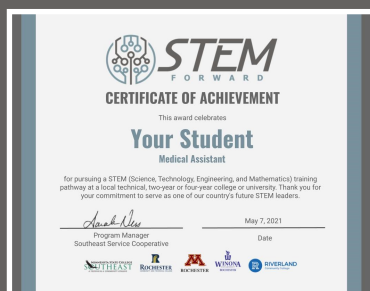 STEM
FORWARD
CERTIFICATE OF ACHIEVEMENT
This award celebrates
Your Student
Medical Assistant
for pursuing a STEM (Science, Technology, Engineering, and Mathematics) training
pathway at a local technical, two-year or four-year college or university. Thank you for
your commitment to serve as one of our country's future STEM leaders.
May 7, 2021
Program Manager
Southeast Service Cooperative
Date
SOUTHEAST
ROCHESTER
M
ROCHESTER
WINONA
RIVERLAND